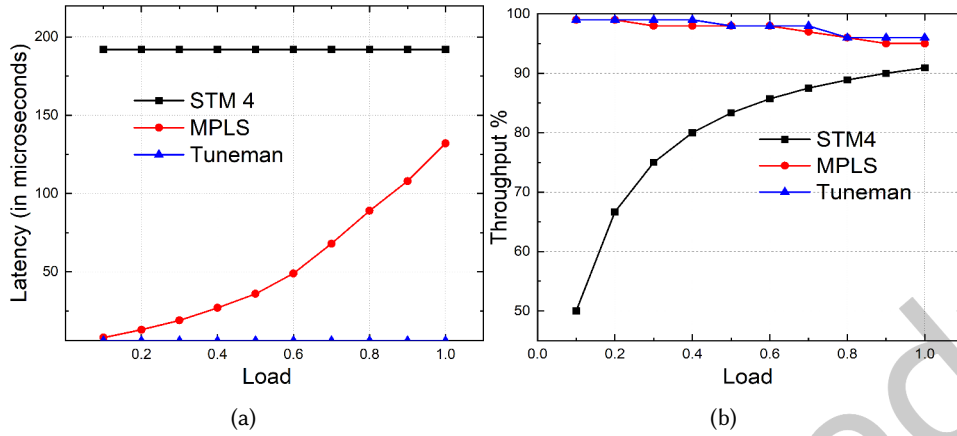 200
150
100
50
0.2
0.4
0.6
0.8
1.0
Latency (in microseconds)
Load
STM 4
MPLS
Tuneman
(a)
100
90
80
70
60
50
0.0
0.2
0.4
0.6
0.8
1.0
Throughput %
Load
STM4
MPLS
Tuneman
(b)